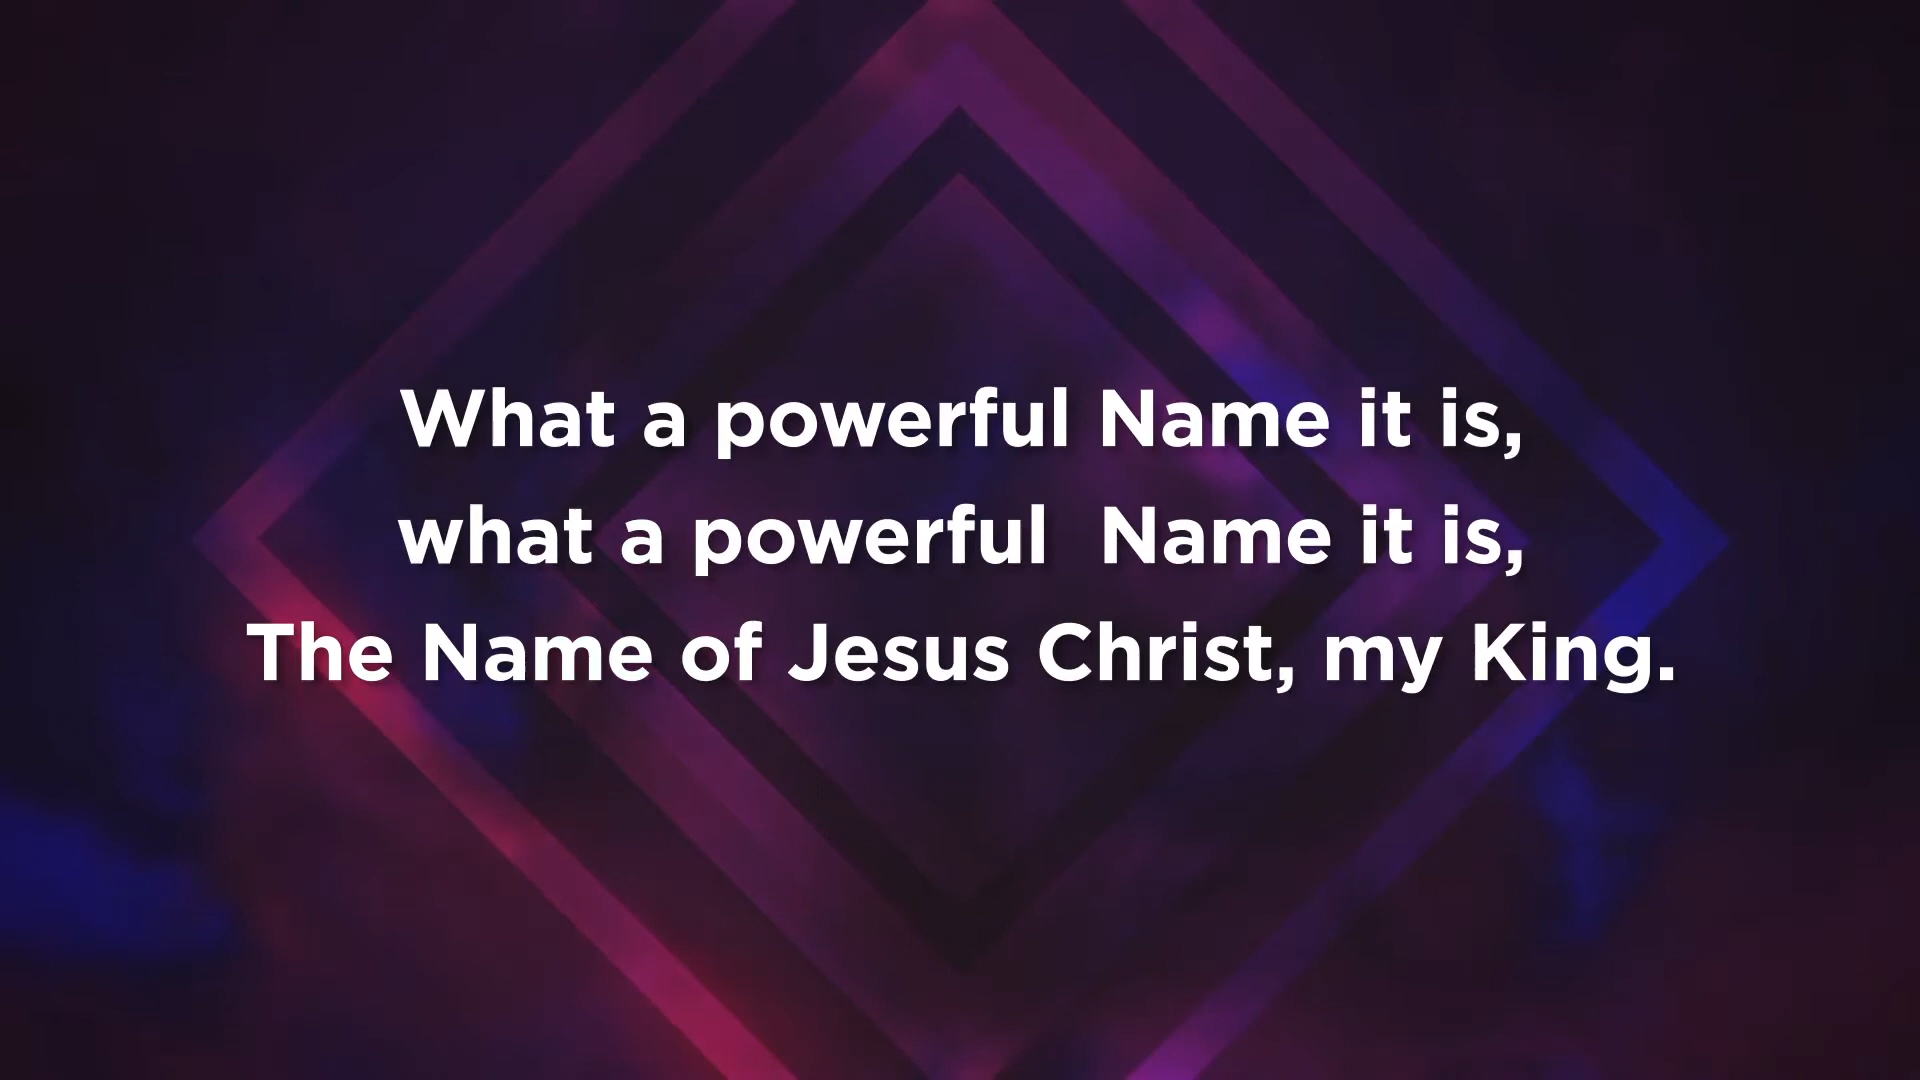 What a powerful Name it is,
what a powerful  Name it is,
The Name of Jesus Christ, my King.